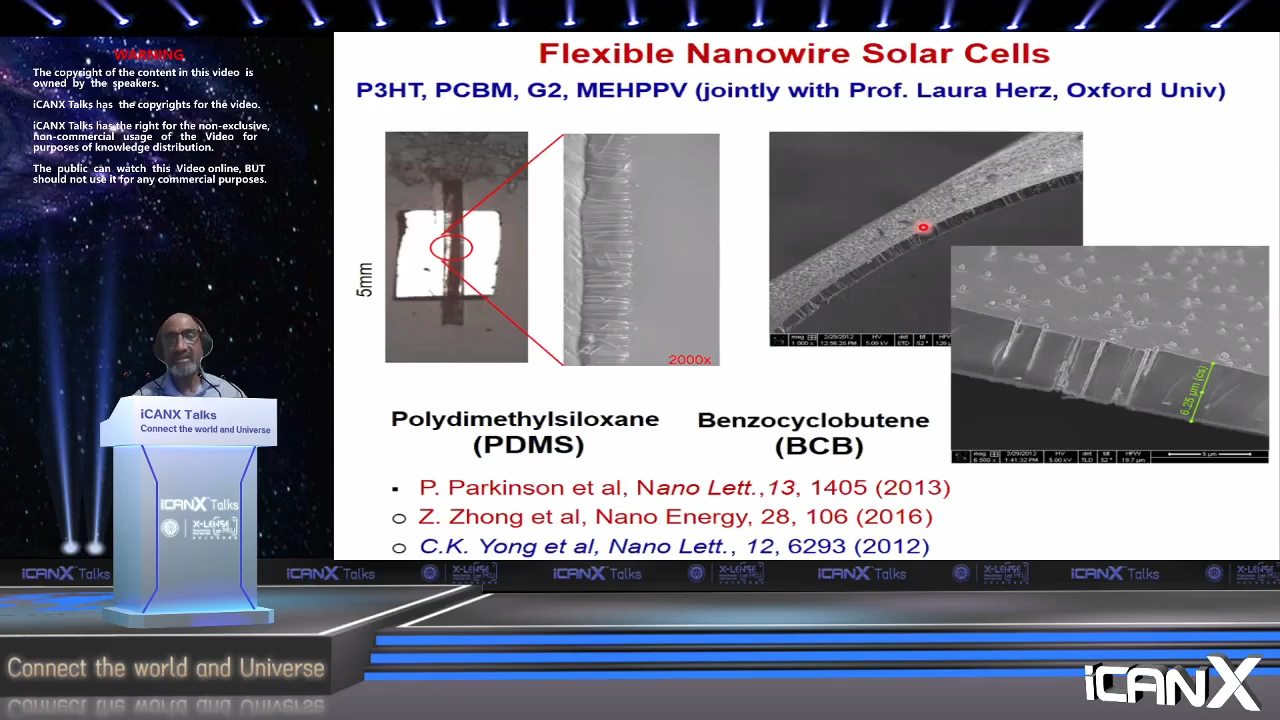 WARNING
The copyright of the content in this video is
owned by the speakers.
iCANX Talks has the copyrights for the video.
iCANX Talks has the right for the non-exclusive,
non-commercial usage of the Video for
purposes of knowledge distribution.
The public can watch this Video online, BUT
should not use it for any commercial purposes.
Flexible Nanowire Solar Cells
P3HT, PCBM, G2, MEHPPV (jointly with Prof. Laura Herz, Oxford Univ)
5mm
2000x
6.25 µm (cs)
5 µm
Polydimethylsiloxane
(PDMS)
Benzocyclobutene
(BCB)
P. Parkinson et al, Nano Lett.,13, 1405 (2013)
Z. Zhong et al, Nano Energy, 28, 106 (2016)
C.K. Yong et al, Nano Lett., 12, 6293 (2012)
iCANX Talks
Connect the world and Universe
iCANX Talks
X-LENSE
iCANX Talks
iCANX Talks
iCANX Talks
iCANX Talks
iCANX Talks
Connect the world and Universe
iCANX